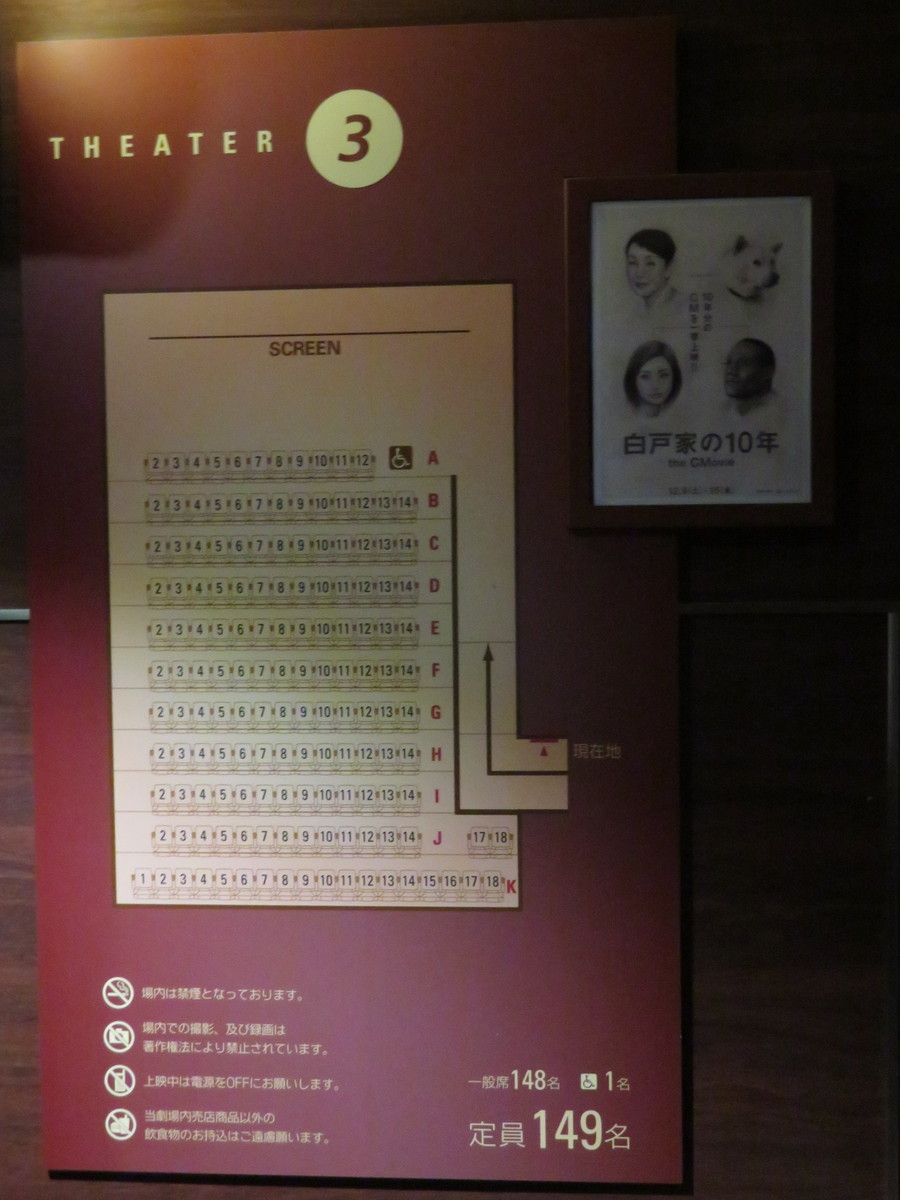 THEATER 3
SCREEN
2 3 4 5 6 7 8 9 10 11 12 A
2 3 4 5 6 7 8 9 10 11 12 13 14 B
2 3 4 5 6 7 8 9 10 11 12 13 14 C
2 3 4 5 6 7 8 9 10 11 12 13 14 D
2 3 4 5 6 7 8 9 10 11 12 13 14 E
2 3 4 5 6 7 8 9 10 11 12 13 14 F
2 3 4 5 6 7 8 9 10 11 12 13 14 G
2 3 4 5 6 7 8 9 10 11 12 13 14 H
2 3 4 5 6 7 8 9 10 11 12 13 14 I
2 3 4 5 6 7 8 9 10 11 12 13 14 J 17 18
1 2 3 4 5 6 7 8 9 10 11 12 13 14 15 16 17 18 K
現在地
場内は禁煙となっております。
場内での撮影、及び録画は
著作権法により禁止されています。
上映中は電源をOFFにお願いします。
当劇場内売店商品以外の
飲食物のお持込はご遠慮願います。
一般席148名 1名
定員149名
10年分の
CMを一挙上映!!
白戸家の10年
the CMovie